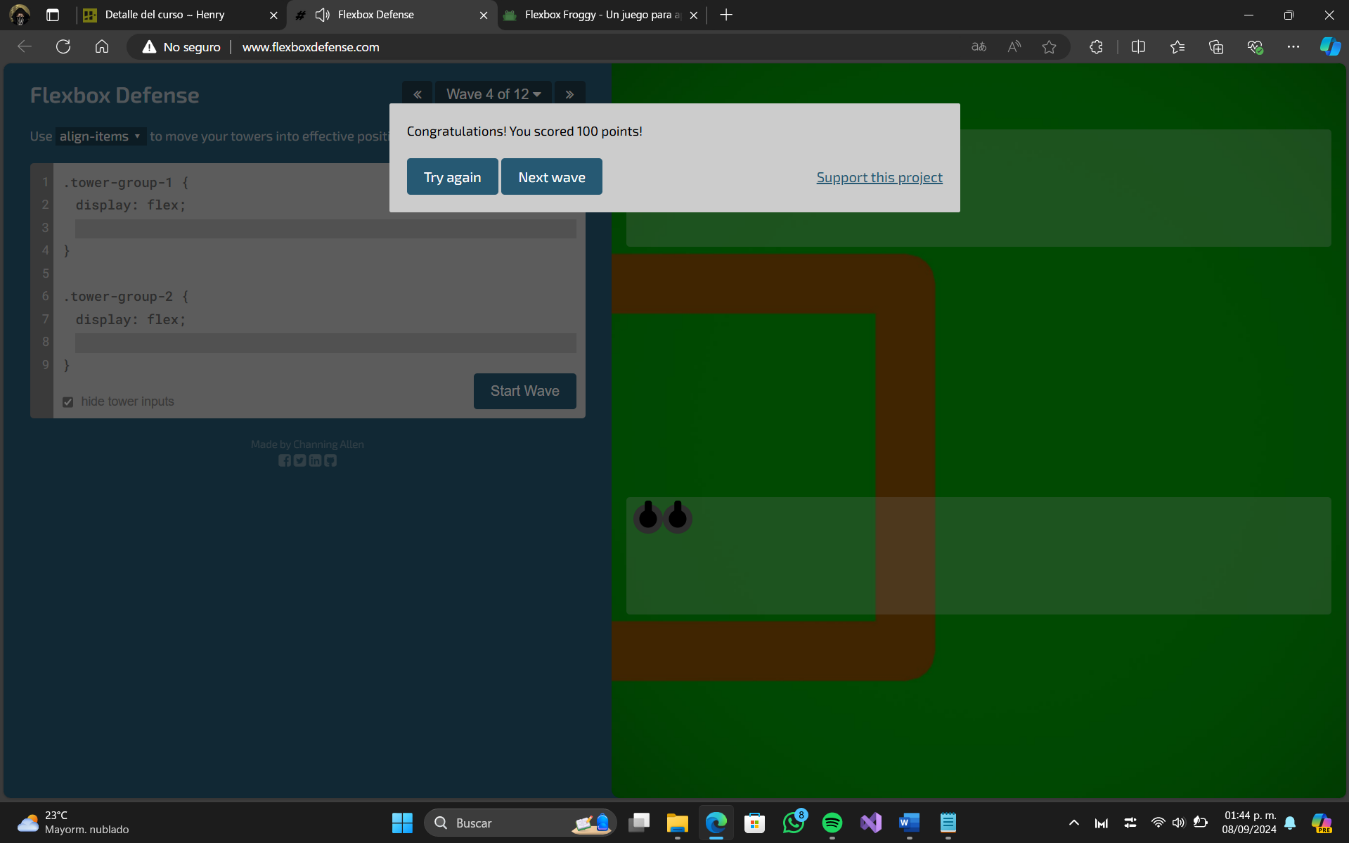 Detalle del curso – Henry
Flexbox Defense
Flexbox Froggy - Un juego para a
No seguro
www.flexboxdefense.com
Flexbox Defense
« Wave 4 of 12 »
Use align-items to move your towers into effective positi
Congratulations! You scored 100 points!
Try again Next wave Support this project
1 .tower-group-1 {
2 display: flex;
3
4 }
5
6 .tower-group-2 {
7 display: flex;
8
9 }
hide tower inputs
Start Wave
Made by Channing Allen
23°C
Mayorm. nublado
Buscar
8
01:44 p. m.
08/09/2024
PRE